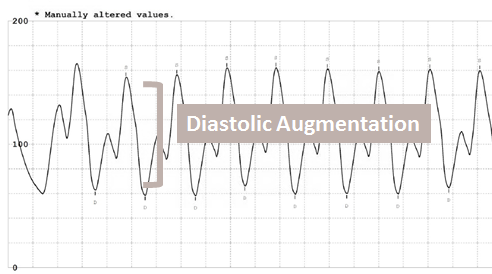 * Manually altered values.
200
Diastolic Augmentation
100
0